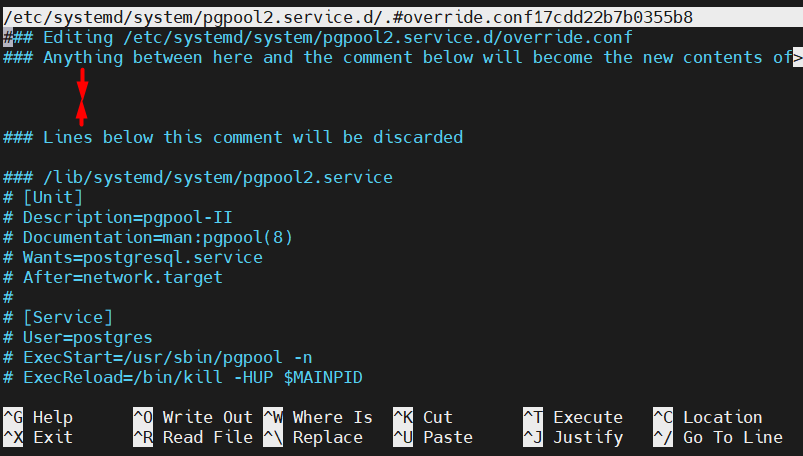 /etc/systemd/system/pgpool2.service.d/.#override.conf17cdd22b7b0355b8
### Editing /etc/systemd/system/pgpool2.service.d/override.conf
### Anything between here and the comment below will become the new contents of>
### Lines below this comment will be discarded
### /lib/systemd/system/pgpool2.service
# [Unit]
# Description=pgpool-II
# Documentation=man:pgpool(8)
# Wants=postgresql.service
# After=network.target
#
# [Service]
# User=postgres
# ExecStart=/usr/sbin/pgpool -n
# ExecReload=/bin/kill -HUP $MAINPID
^G Help ^O Write Out ^W Where Is ^K Cut ^T Execute ^C Location
^X Exit ^R Read File ^\ Replace ^U Paste ^J Justify ^/ Go To Line